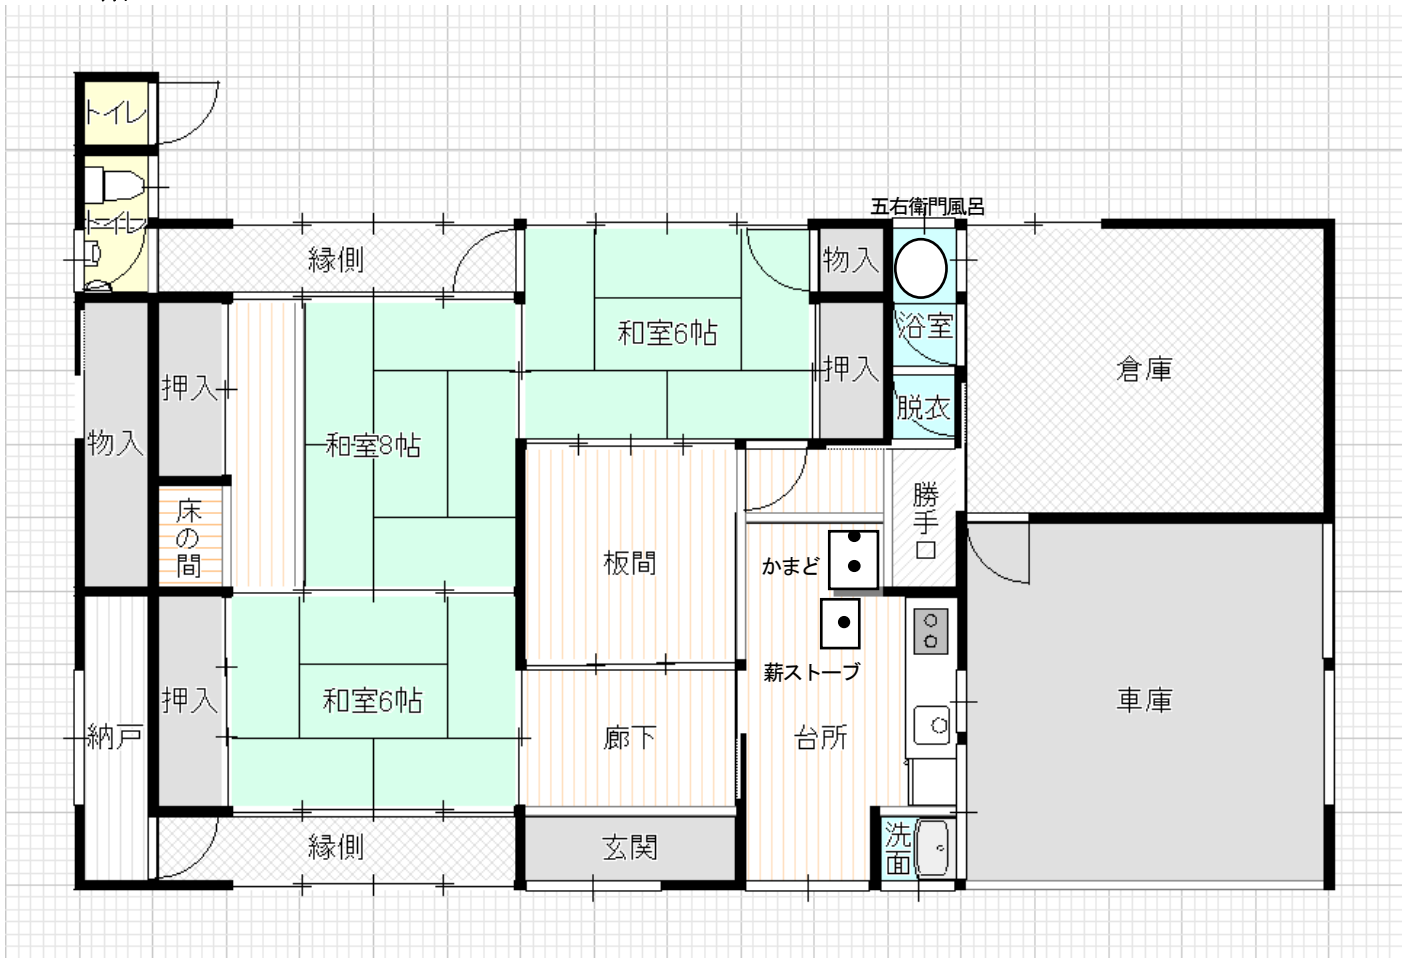 トイレ
トイレ
五右衛門風呂
縁側
物入
和室6帖
浴室
押入
倉庫
押入
脱衣
物入
和室8帖
床の間
勝手口
板間
かまど
薪ストーブ
押入
和室6帖
納戸
廊下
台所
車庫
縁側
玄関
洗面